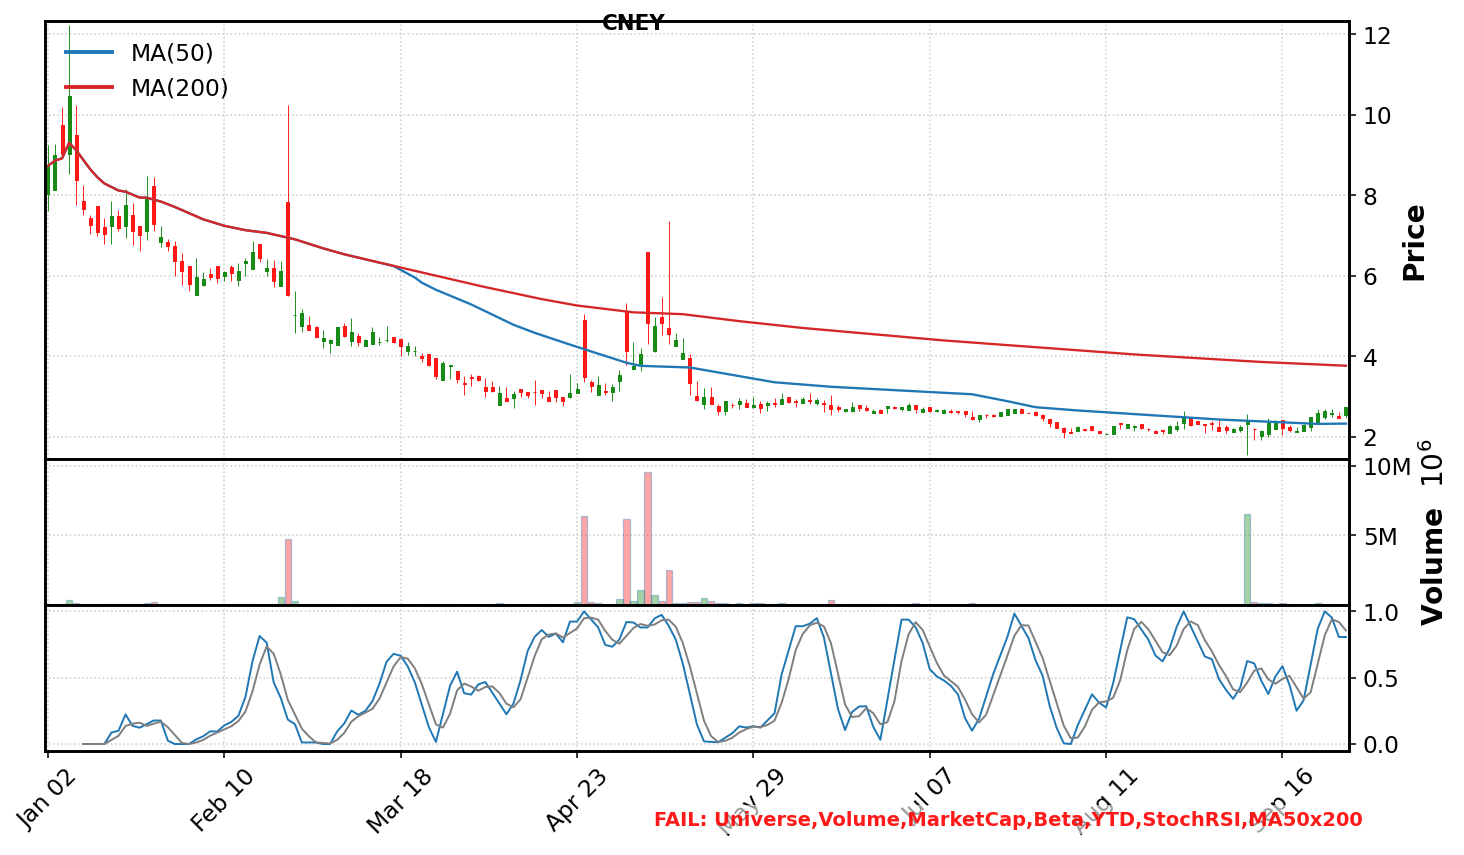 CNEY
MA(50)
MA(200)
12
10
8
6
4
2
Price
10M
5M
Volume 10^6
1.0
0.5
0.0
Jan 02
Feb 10
Mar 18
Apr 23
May 29
Jul 07
Aug 11
Sep 16
FAIL: Universe,Volume,MarketCap,Beta,YTD,StochRSI,MA50x200